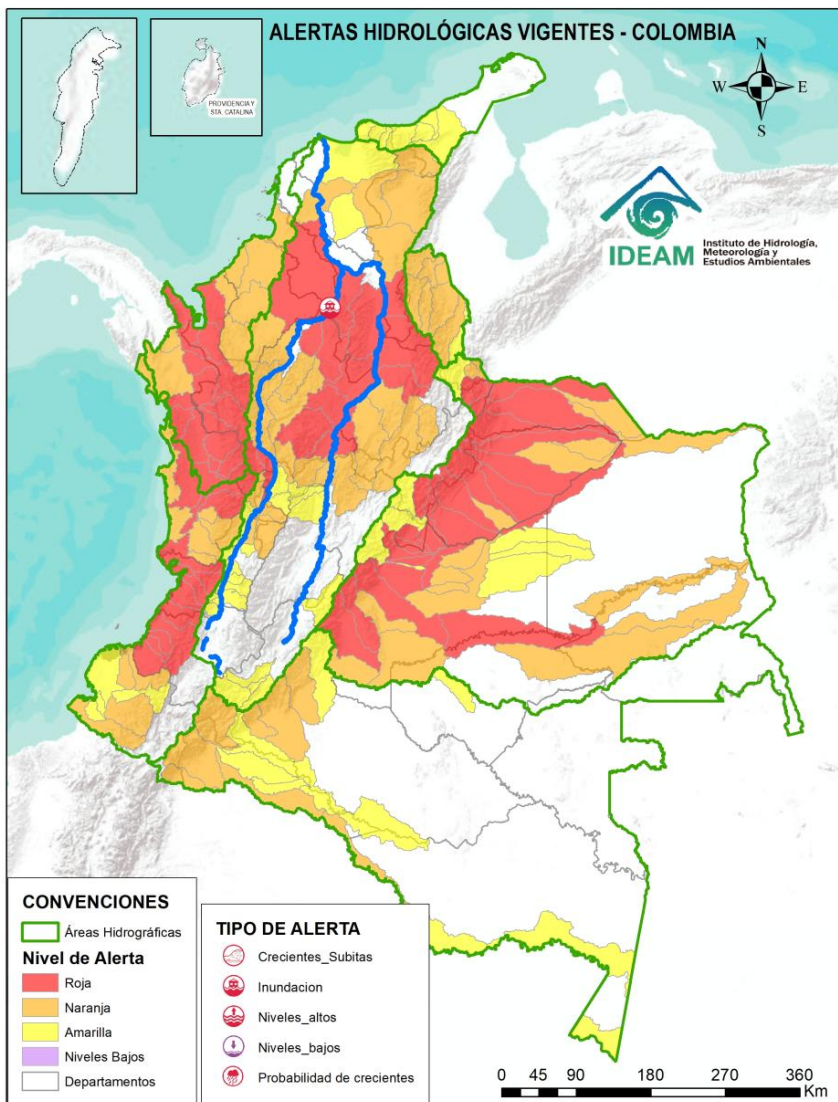 ALERTAS HIDROLÓGICAS VIGENTES - COLOMBIA
PROVIDENCIA Y
STA. CATALINA
N
W
E
S
IDEAM
Instituto de Hidrología,
Meteorología y
Estudios Ambientales
CONVENCIONES
Áreas Hidrográficas
Nivel de Alerta
Roja
Naranja
Amarilla
Niveles Bajos
Departamentos
TIPO DE ALERTA
Crecientes_Subitas
Inundacion
Niveles_altos
Niveles_bajos
Probabilidad de crecientes
0 45 90 180 270 360
Km